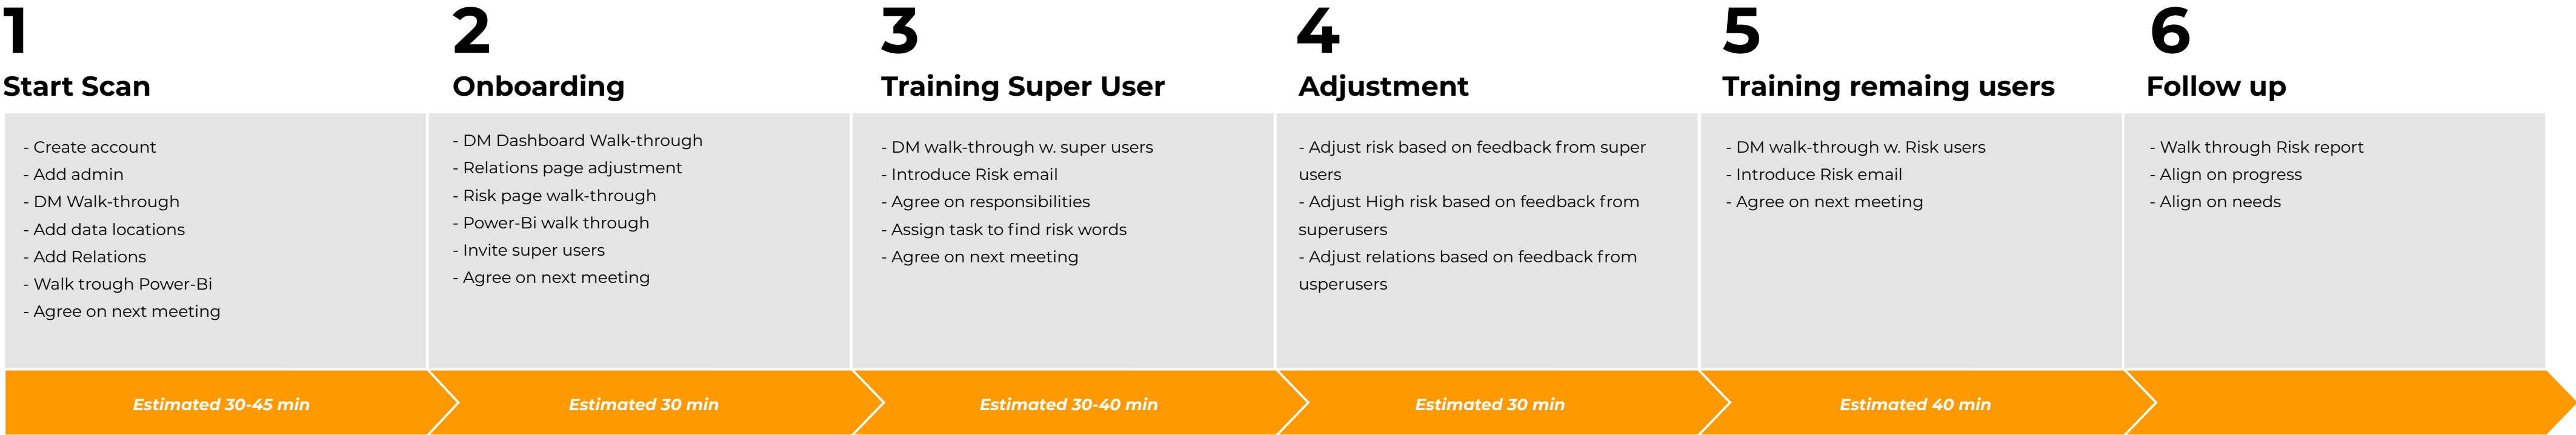 1
Start Scan
- Create account
- Add admin
- DM Walk-through
- Add data locations
- Add Relations
- Walk trough Power-Bi
- Agree on next meeting
Estimated 30-45 min
2
Onboarding
- DM Dashboard Walk-through
- Relations page adjustment
- Risk page walk-through
- Power-Bi walk through
- Invite super users
- Agree on next meeting
Estimated 30 min
3
Training Super User
- DM walk-through w. super users
- Introduce Risk email
- Agree on responsibilities
- Assign task to find risk words
- Agree on next meeting
Estimated 30-40 min
4
Adjustment
- Adjust risk based on feedback from super
users
- Adjust High risk based on feedback from
superusers
- Adjust relations based on feedback from
usperusers
Estimated 30 min
5
Training remaing users
- DM walk-through w. Risk users
- Introduce Risk email
- Agree on next meeting
Estimated 40 min
6
Follow up
- Walk through Risk report
- Align on progress
- Align on needs